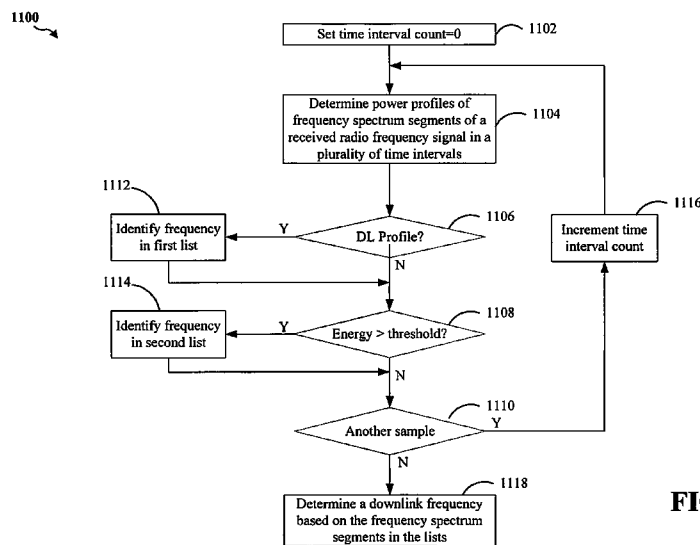 1100
Set time interval count=0
1102
Determine power profiles of
frequency spectrum segments of a
received radio frequency signal in a
plurality of time intervals
1104
1112
Identify frequency
in first list
Y
DL Profile?
1106
N
1116
Increment time
interval count
1114
Identify frequency
in second list
Y
Energy > threshold?
1108
N
Another sample
1110
Y
N
Determine a downlink frequency
based on the frequency spectrum
segments in the lists
1118